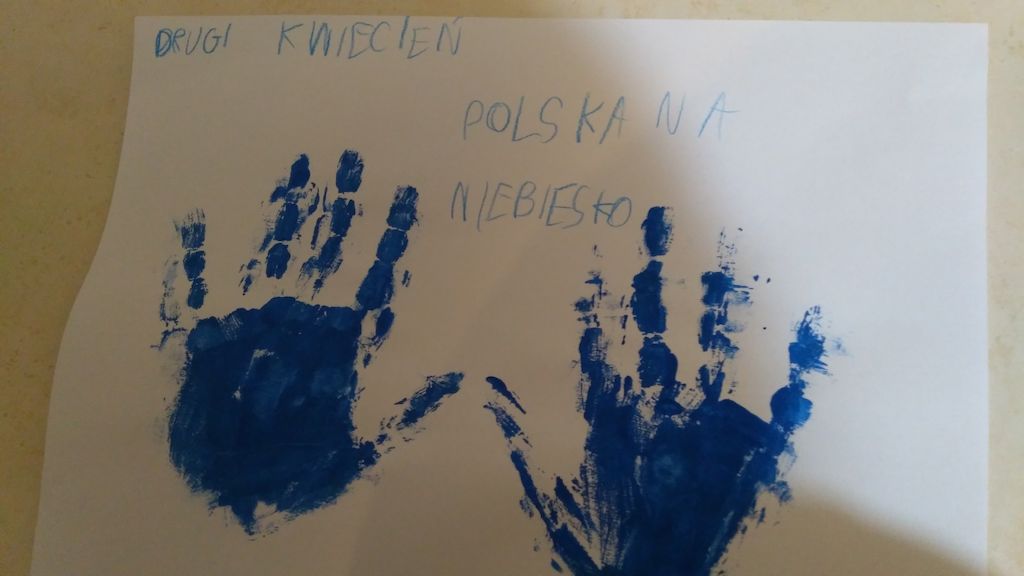 DRUGI KWIECIEŃ
POLSKA NA
NIEBIESKO